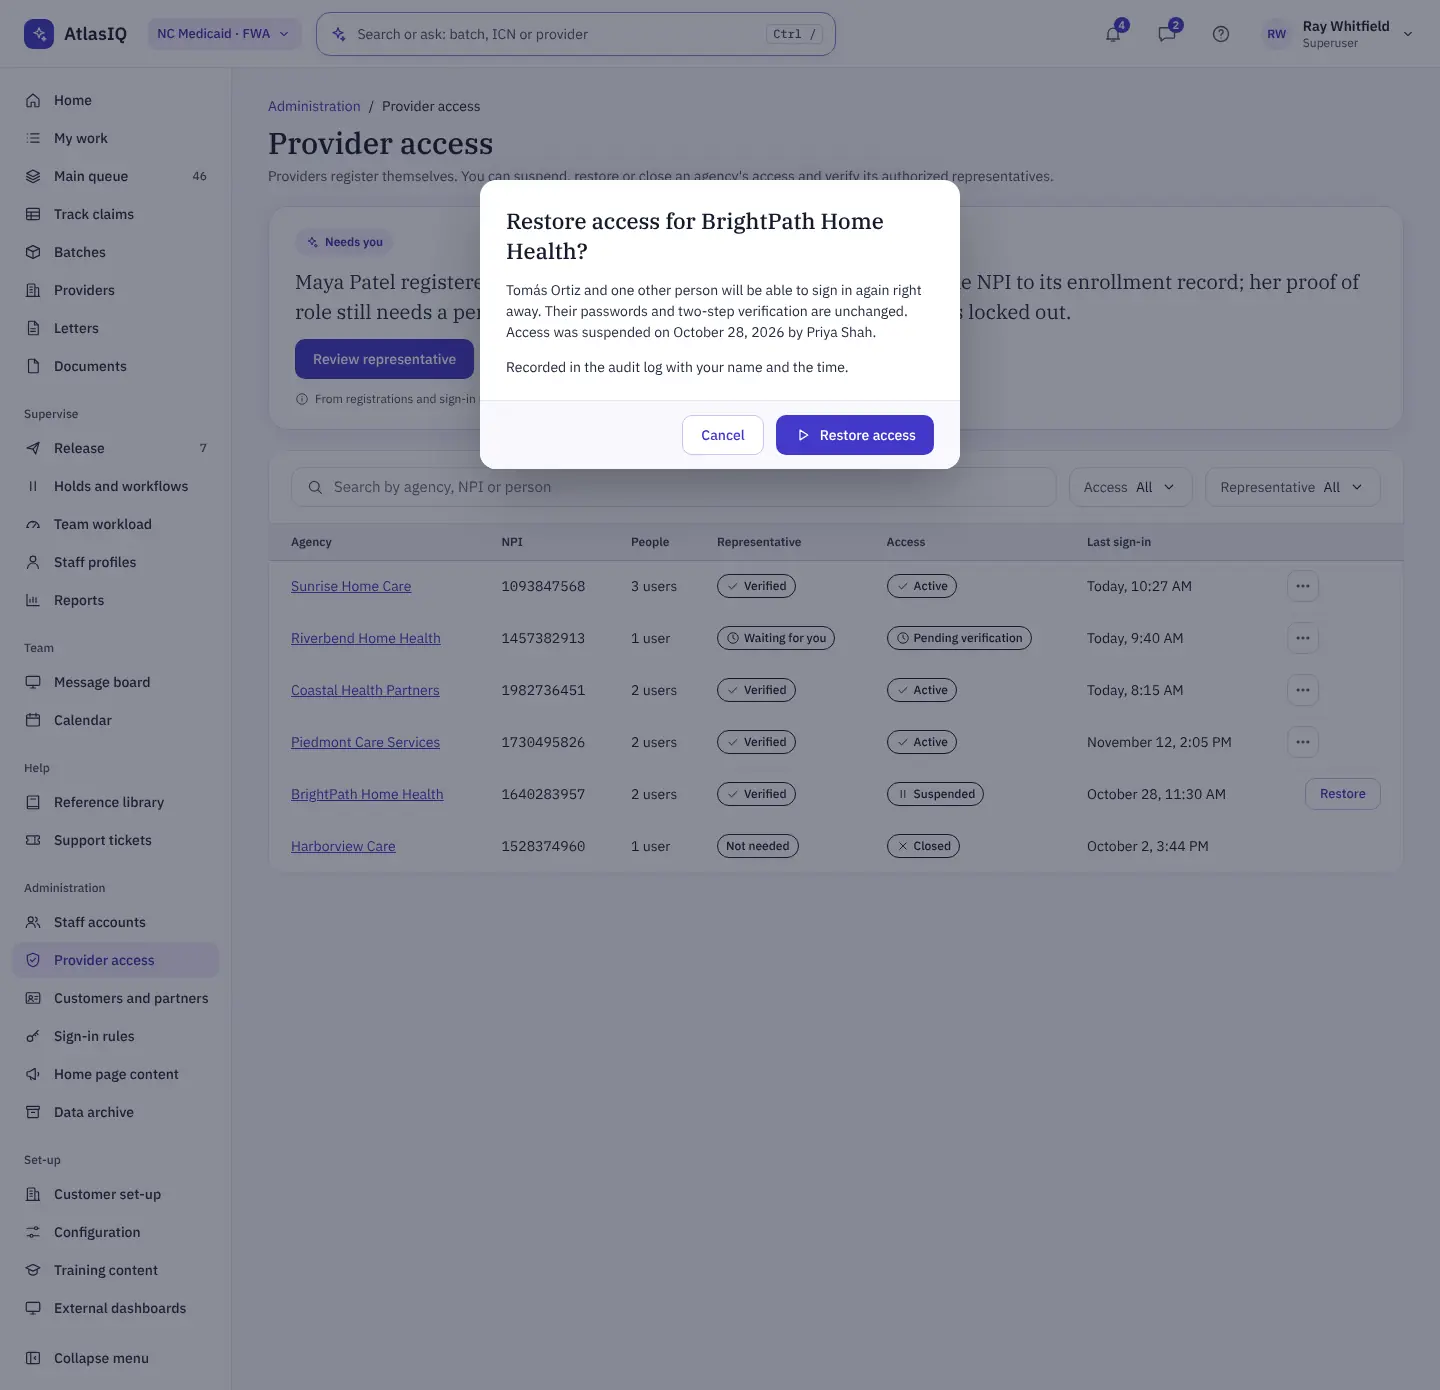 AtlasIQ
NC Medicaid · FWA
Search or ask: batch, ICN or provider
Ctrl /
4
2
RW
Ray Whitfield
Superuser
Home
My work
Main queue 46
Track claims
Batches
Providers
Letters
Documents
Supervise
Release 7
Holds and workflows
Team workload
Staff profiles
Reports
Team
Message board
Calendar
Help
Reference library
Support tickets
Administration
Staff accounts
Provider access
Customers and partners
Sign-in rules
Home page content
Data archive
Set-up
Customer set-up
Configuration
Training content
External dashboards
Collapse menu
Administration / Provider access
Provider access
Providers register themselves. You can suspend, restore or close an agency's access and verify its authorized representatives.
Needs you
Maya Patel registere
e NPI to its enrollment record; her proof of
role still needs a pe
s locked out.
Review representative
From registrations and sign-in
Restore access for BrightPath Home
Health?
Tomás Ortiz and one other person will be able to sign in again right
away. Their passwords and two-step verification are unchanged.
Access was suspended on October 28, 2026 by Priya Shah.
Recorded in the audit log with your name and the time.
Cancel
Restore access
Search by agency, NPI or person
Access All
Representative All
Agency NPI People Representative Access Last sign-in
Sunrise Home Care 1093847568 3 users Verified Active Today, 10:27 AM
Riverbend Home Health 1457382913 1 user Waiting for you Pending verification Today, 9:40 AM
Coastal Health Partners 1982736451 2 users Verified Active Today, 8:15 AM
Piedmont Care Services 1730495826 2 users Verified Active November 12, 2:05 PM
BrightPath Home Health 1640283957 2 users Verified Suspended October 28, 11:30 AM Restore
Harborview Care 1528374960 1 user Not needed Closed October 2, 3:44 PM